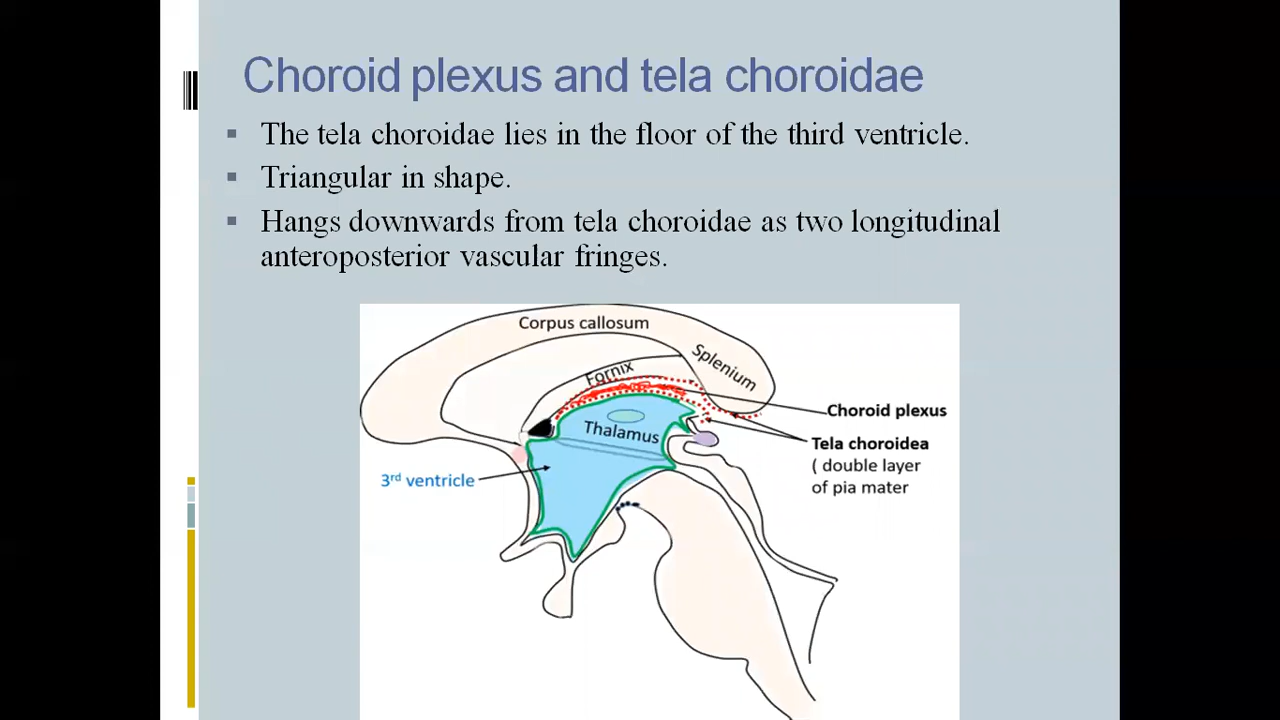 Choroid plexus and tela choroidae
The tela choroidae lies in the floor of the third ventricle.
Triangular in shape.
Hangs downwards from tela choroidae as two longitudinal
anteroposterior vascular fringes.
Corpus callosum
Splenium
Fornix
Choroid plexus
Thalamus
Tela choroidea
( double layer
of pia mater
3rd ventricle